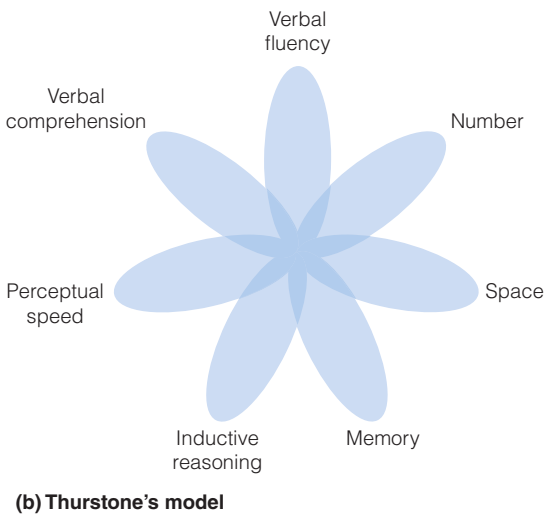 Verbal
fluency
Verbal
comprehension
Number
Perceptual
speed
Space
Inductive
reasoning
Memory
(b) Thurstone's model